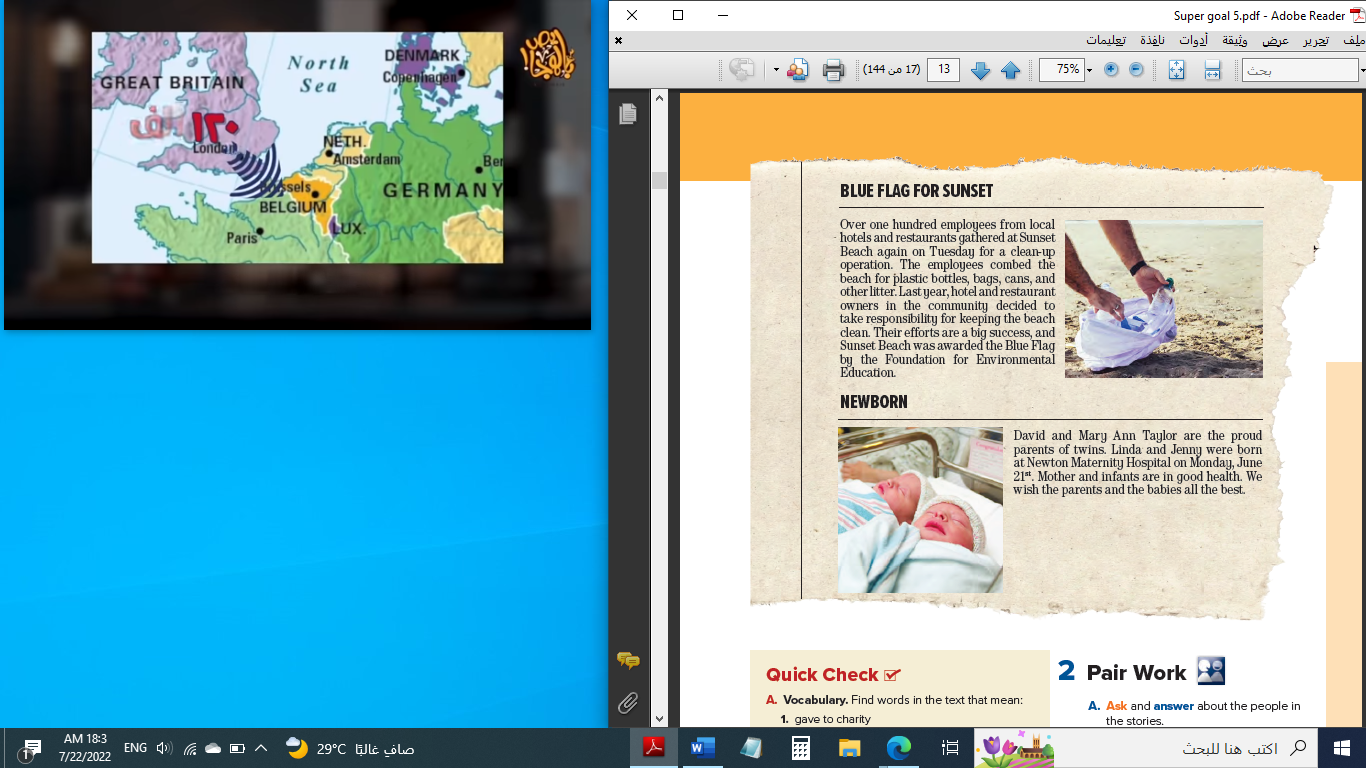 North
Sea
DENMARK
Copenhagen
GREAT BRITAIN
١٢٠ ألف
London
NETH.
Amsterdam
Ber
Brussels
GERMANY
BELGIUM
Paris
LUX.
Super goal 5.pdf - Adobe Reader
ملف تحرير عرض وثيقة أدوات نافذة تعليمات
(17 من 144)
13
75%
بحث
BLUE FLAG FOR SUNSET
Over one hundred employees from local
hotels and restaurants gathered at Sunset
Beach again on Tuesday for a clean-up
operation. The employees combed the
beach for plastic bottles, bags, cans, and
other litter. Last year, hotel and restaurant
owners in the community decided to
take responsibility for keeping the beach
clean. Their efforts are a big success, and
Sunset Beach was awarded the Blue Flag
by the Foundation for Environmental
Education.
NEWBORN
David and Mary Ann Taylor are the proud
parents of twins. Linda and Jenny were born
at Newton Maternity Hospital on Monday, June
21st. Mother and infants are in good health. We
wish the parents and the babies all the best.
Quick Check
A. Vocabulary. Find words in the text that mean:
1. gave to charity
2 Pair Work
A. Ask and answer about the people in
the stories.
1
AM 18:3
7/22/2022
ENG
29°C صاف غالبًا
اكتب هنا للبحث